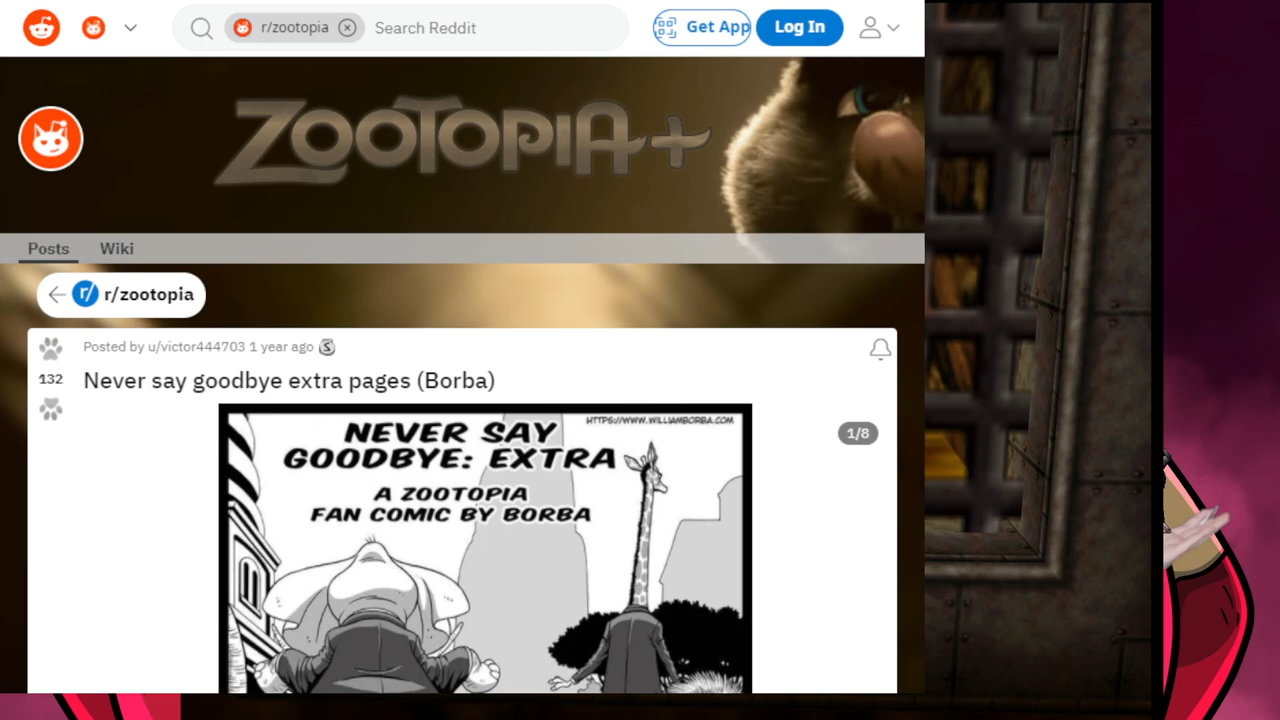 r/zootopia
Search Reddit
Get App
Log In
ZOOTOPIA+
Posts
Wiki
r/ r/zootopia
Posted by u/victor444703 1 year ago
132
Never say goodbye extra pages (Borba)
1/8
HTTPS://WWW.WILLIAMBORBA.COM
NEVER SAY
GOODBYE: EXTRA
A ZOOTOPIA
FAN COMIC BY BORBA